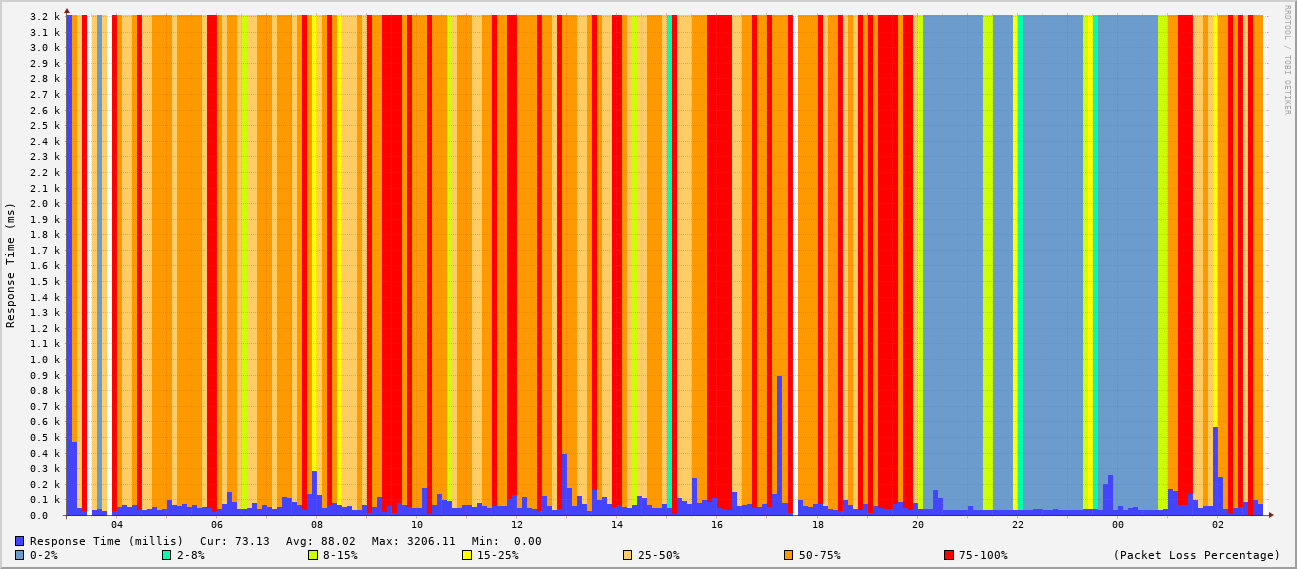 3.2 k
3.1 k
3.0 k
2.9 k
2.8 k
2.7 k
2.6 k
2.5 k
2.4 k
2.3 k
2.2 k
2.1 k
2.0 k
1.9 k
1.8 k
1.7 k
1.6 k
1.5 k
1.4 k
1.3 k
1.2 k
1.1 k
1.0 k
0.9 k
0.8 k
0.7 k
0.6 k
0.5 k
0.4 k
0.3 k
0.2 k
0.1 k
0.0
Response Time (ms)
RRDTOOL / TOBI OETIKER
04 06 08 10 12 14 16 18 20 22 00 02
Response Time (millis) Cur: 73.13 Avg: 88.02 Max: 3206.11 Min: 0.00
0-2% 2-8% 8-15% 15-25% 25-50% 50-75% 75-100% (Packet Loss Percentage)